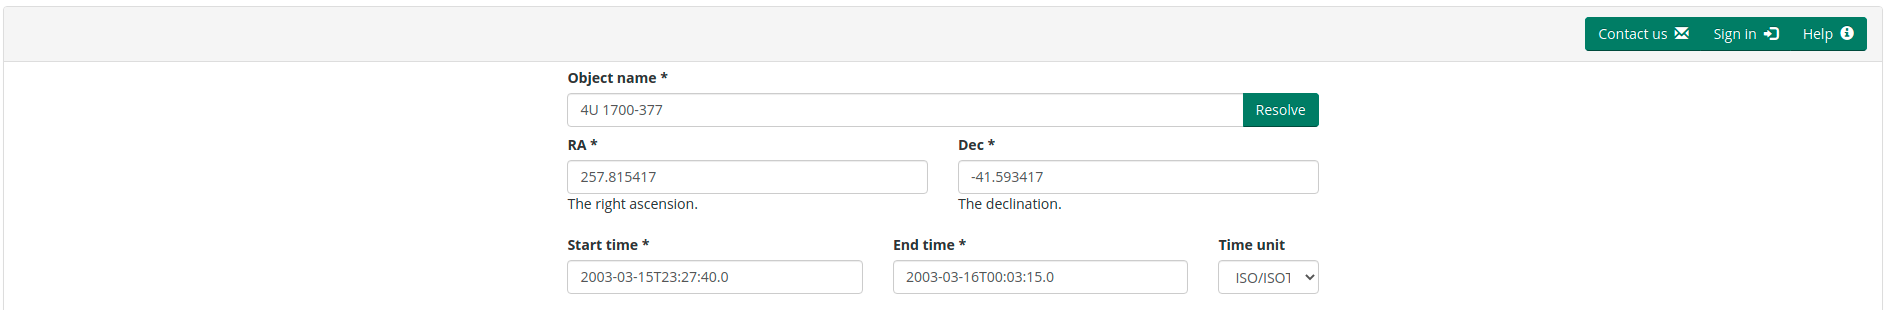 Contact us Sign in Help
Object name *
4U 1700-377 Resolve
RA * Dec *
257.815417 -41.593417
The right ascension. The declination.
Start time * End time * Time unit
2003-03-15T23:27:40.0 2003-03-16T00:03:15.0 ISO/ISOT